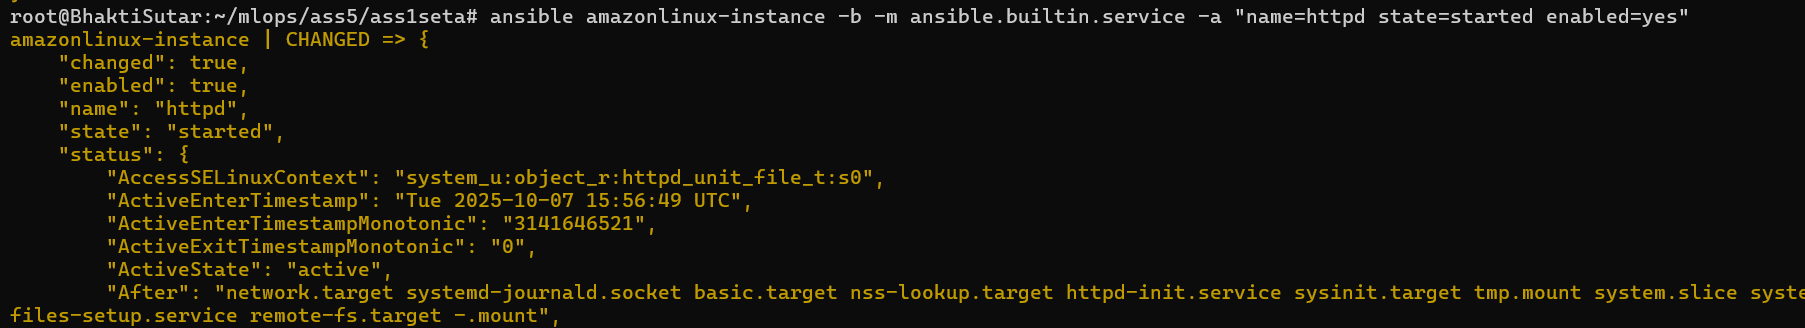 root@BhaktiSutar:~/mlops/ass5/ass1seta# ansible amazonlinux-instance -b -m ansible.builtin.service -a "name=httpd state=started enabled=yes"
amazonlinux-instance | CHANGED => {
    "changed": true,
    "enabled": true,
    "name": "httpd",
    "state": "started",
    "status": {
        "AccessSELinuxContext": "system_u:object_r:httpd_unit_file_t:s0",
        "ActiveEnterTimestamp": "Tue 2025-10-07 15:56:49 UTC",
        "ActiveEnterTimestampMonotonic": "3141646521",
        "ActiveExitTimestampMonotonic": "0",
        "ActiveState": "active",
        "After": "network.target systemd-journald.socket basic.target nss-lookup.target httpd-init.service sysinit.target tmp.mount system.slice syste
files-setup.service remote-fs.target -.mount",